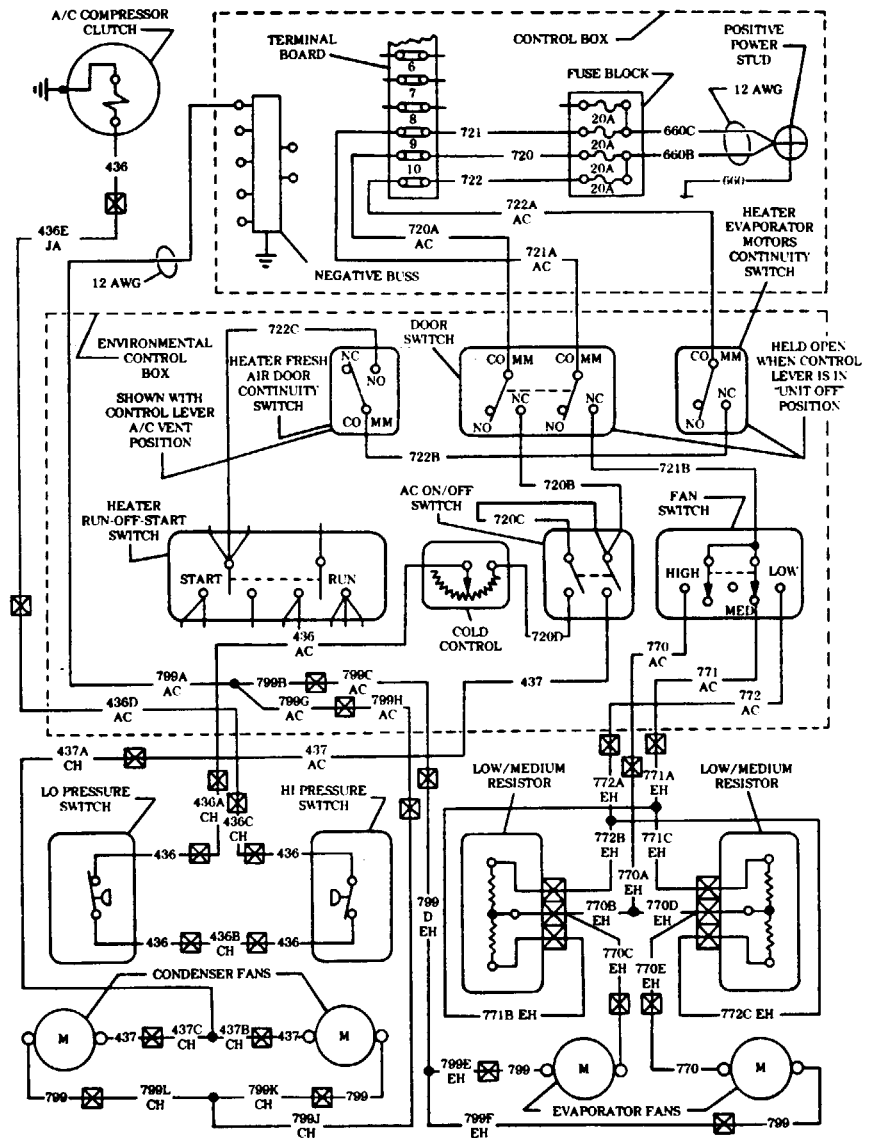 A/C COMPRESSOR
CLUTCH
TERMINAL
BOARD
CONTROL BOX
POSITIVE
POWER
STUD
6
7
8
9
10
FUSE BLOCK
12 AWG
20A
20A
20A
20A
721
720
722
660C
660B
660
436
436E
JA
12 AWG
NEGATIVE BUSS
722A
AC
720A
AC
721A
AC
HEATER
EVAPORATOR
MOTORS
CONTINUITY
SWITCH
ENVIRONMENTAL
CONTROL
BOX
722C
HEATER FRESH
AIR DOOR
CONTINUITY
SWITCH
DOOR
SWITCH
HELD OPEN
WHEN CONTROL
LEVER IS IN
"UNIT OFF"
POSITION
SHOWN WITH
CONTROL LEVER
A/C VENT
POSITION
NC
NO
COMM
COMM
COMM
NO
NC
NO
NC
COMM
NO
NC
722B
720B
721B
HEATER
RUN-OFF-START
SWITCH
AC ON/OFF
SWITCH
720C
FAN
SWITCH
START
RUN
HIGH
LOW
MED
COLD
CONTROL
720D
436
AC
437
770
AC
771
AC
772
AC
799A
AC
799B
799C
AC
799G
AC
799H
AC
436D
AC
437A
CH
437
AC
LO PRESSURE
SWITCH
436A
CH
436C
CH
HI PRESSURE
SWITCH
LOW/MEDIUM
RESISTOR
772A
EH
771A
EH
LOW/MEDIUM
RESISTOR
772B
EH
771C
EH
436
436
770A
EH
436
436B
CH
436
799
D
EH
770B
EH
770D
EH
770C
EH
770E
EH
CONDENSER FANS
771B EH
772C EH
M
437
437C
CH
437B
CH
437
M
799
799L
CH
799K
CH
799
799J
CH
799E
EH
799
M
770
M
EVAPORATOR FANS
799F
EH
799